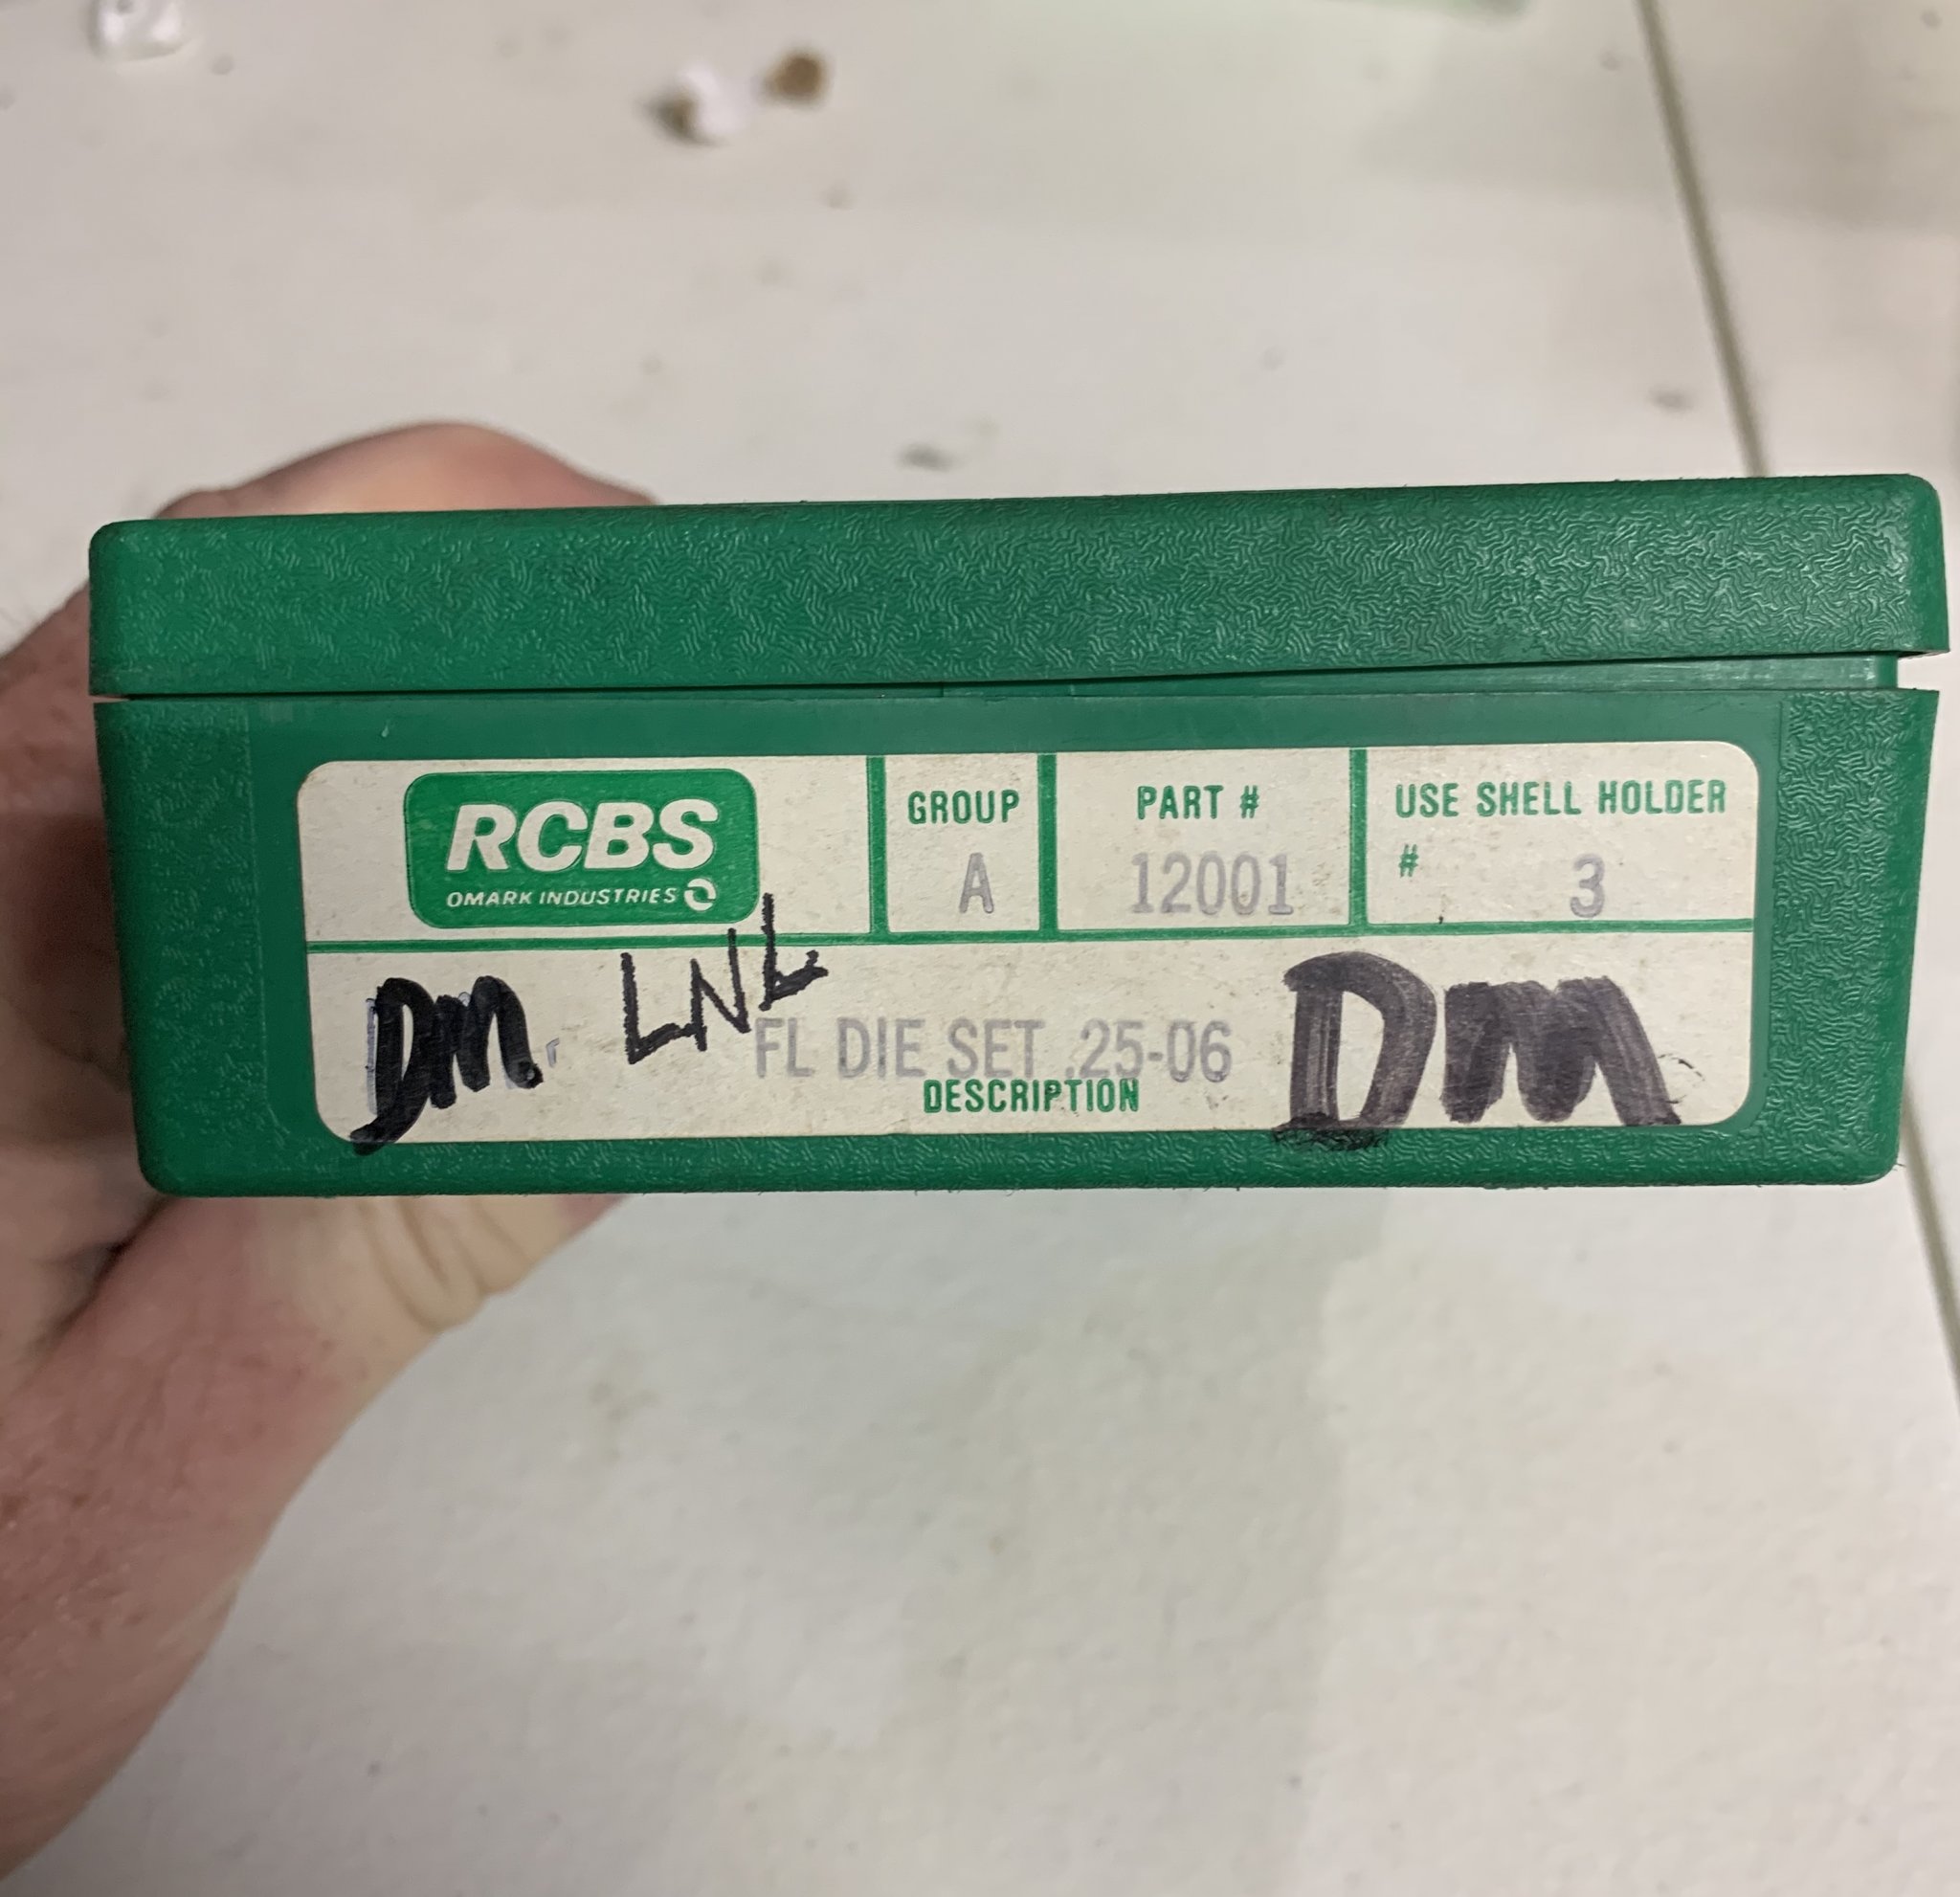 RCBS
OMARK INDUSTRIES
GROUP
A
PART #
12001
USE SHELL HOLDER
# 3
DM. LNL
FL DIE SET .25-06
DM
DESCRIPTION